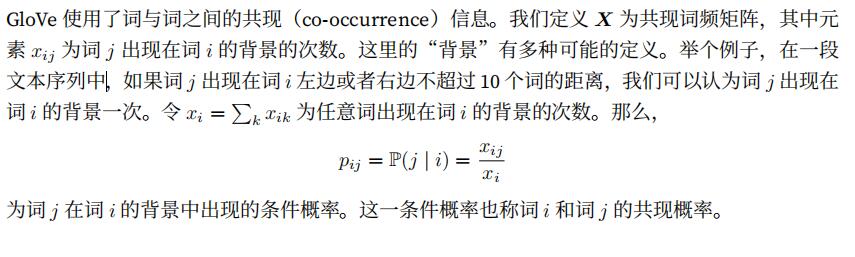 GloVe 使用了词与词之间的共现（co-occurrence）信息。我们定义 X 为共现词频矩阵，其中元
素 x_{ij} 为词 j 出现在词 i 的背景的次数。这里的“背景”有多种可能的定义。举个例子，在一段
文本序列中，如果词 j 出现在词 i 左边或者右边不超过 10 个词的距离，我们可以认为词 j 出现在
词 i 的背景一次。令 x_i = ∑_k x_{ik} 为任意词出现在词 i 的背景的次数。那么，
p_{ij} = ℙ(j | i) = \frac{x_{ij}}{x_i}
为词 j 在词 i 的背景中出现的条件概率。这一条件概率也称词 i 和词 j 的共现概率。